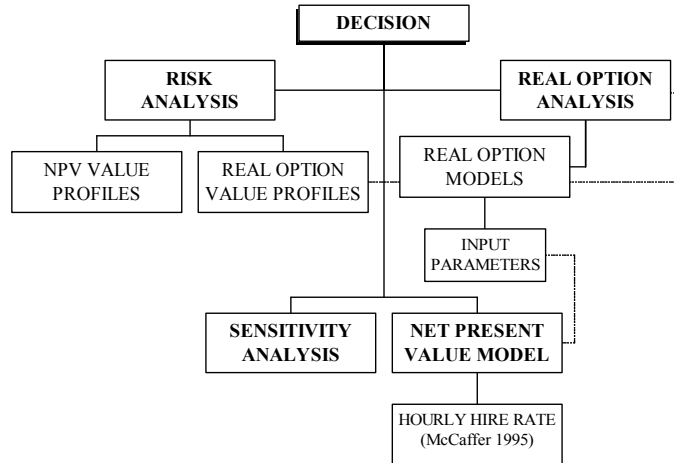 DECISION
RISK
ANALYSIS
REAL OPTION
ANALYSIS
NPV VALUE
PROFILES
REAL OPTION
VALUE PROFILES
REAL OPTION
MODELS
INPUT
PARAMETERS
SENSITIVITY
ANALYSIS
NET PRESENT
VALUE MODEL
HOURLY HIRE RATE
(McCaffer 1995)